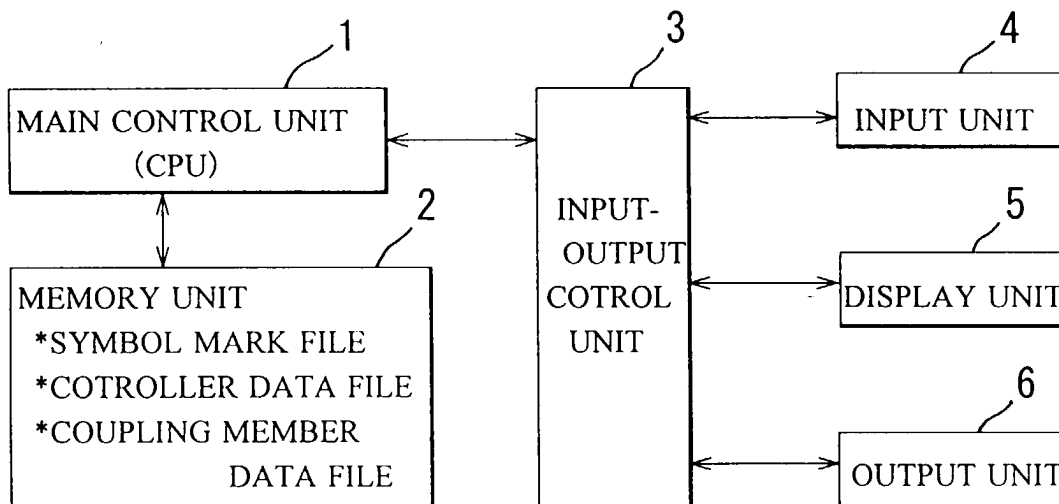 1
MAIN CONTROL UNIT
(CPU)
2
MEMORY UNIT
*SYMBOL MARK FILE
*COTROLLER DATA FILE
*COUPLING MEMBER
DATA FILE
3
INPUT-
OUTPUT
COTROL
UNIT
4
INPUT UNIT
5
DISPLAY UNIT
6
OUTPUT UNIT